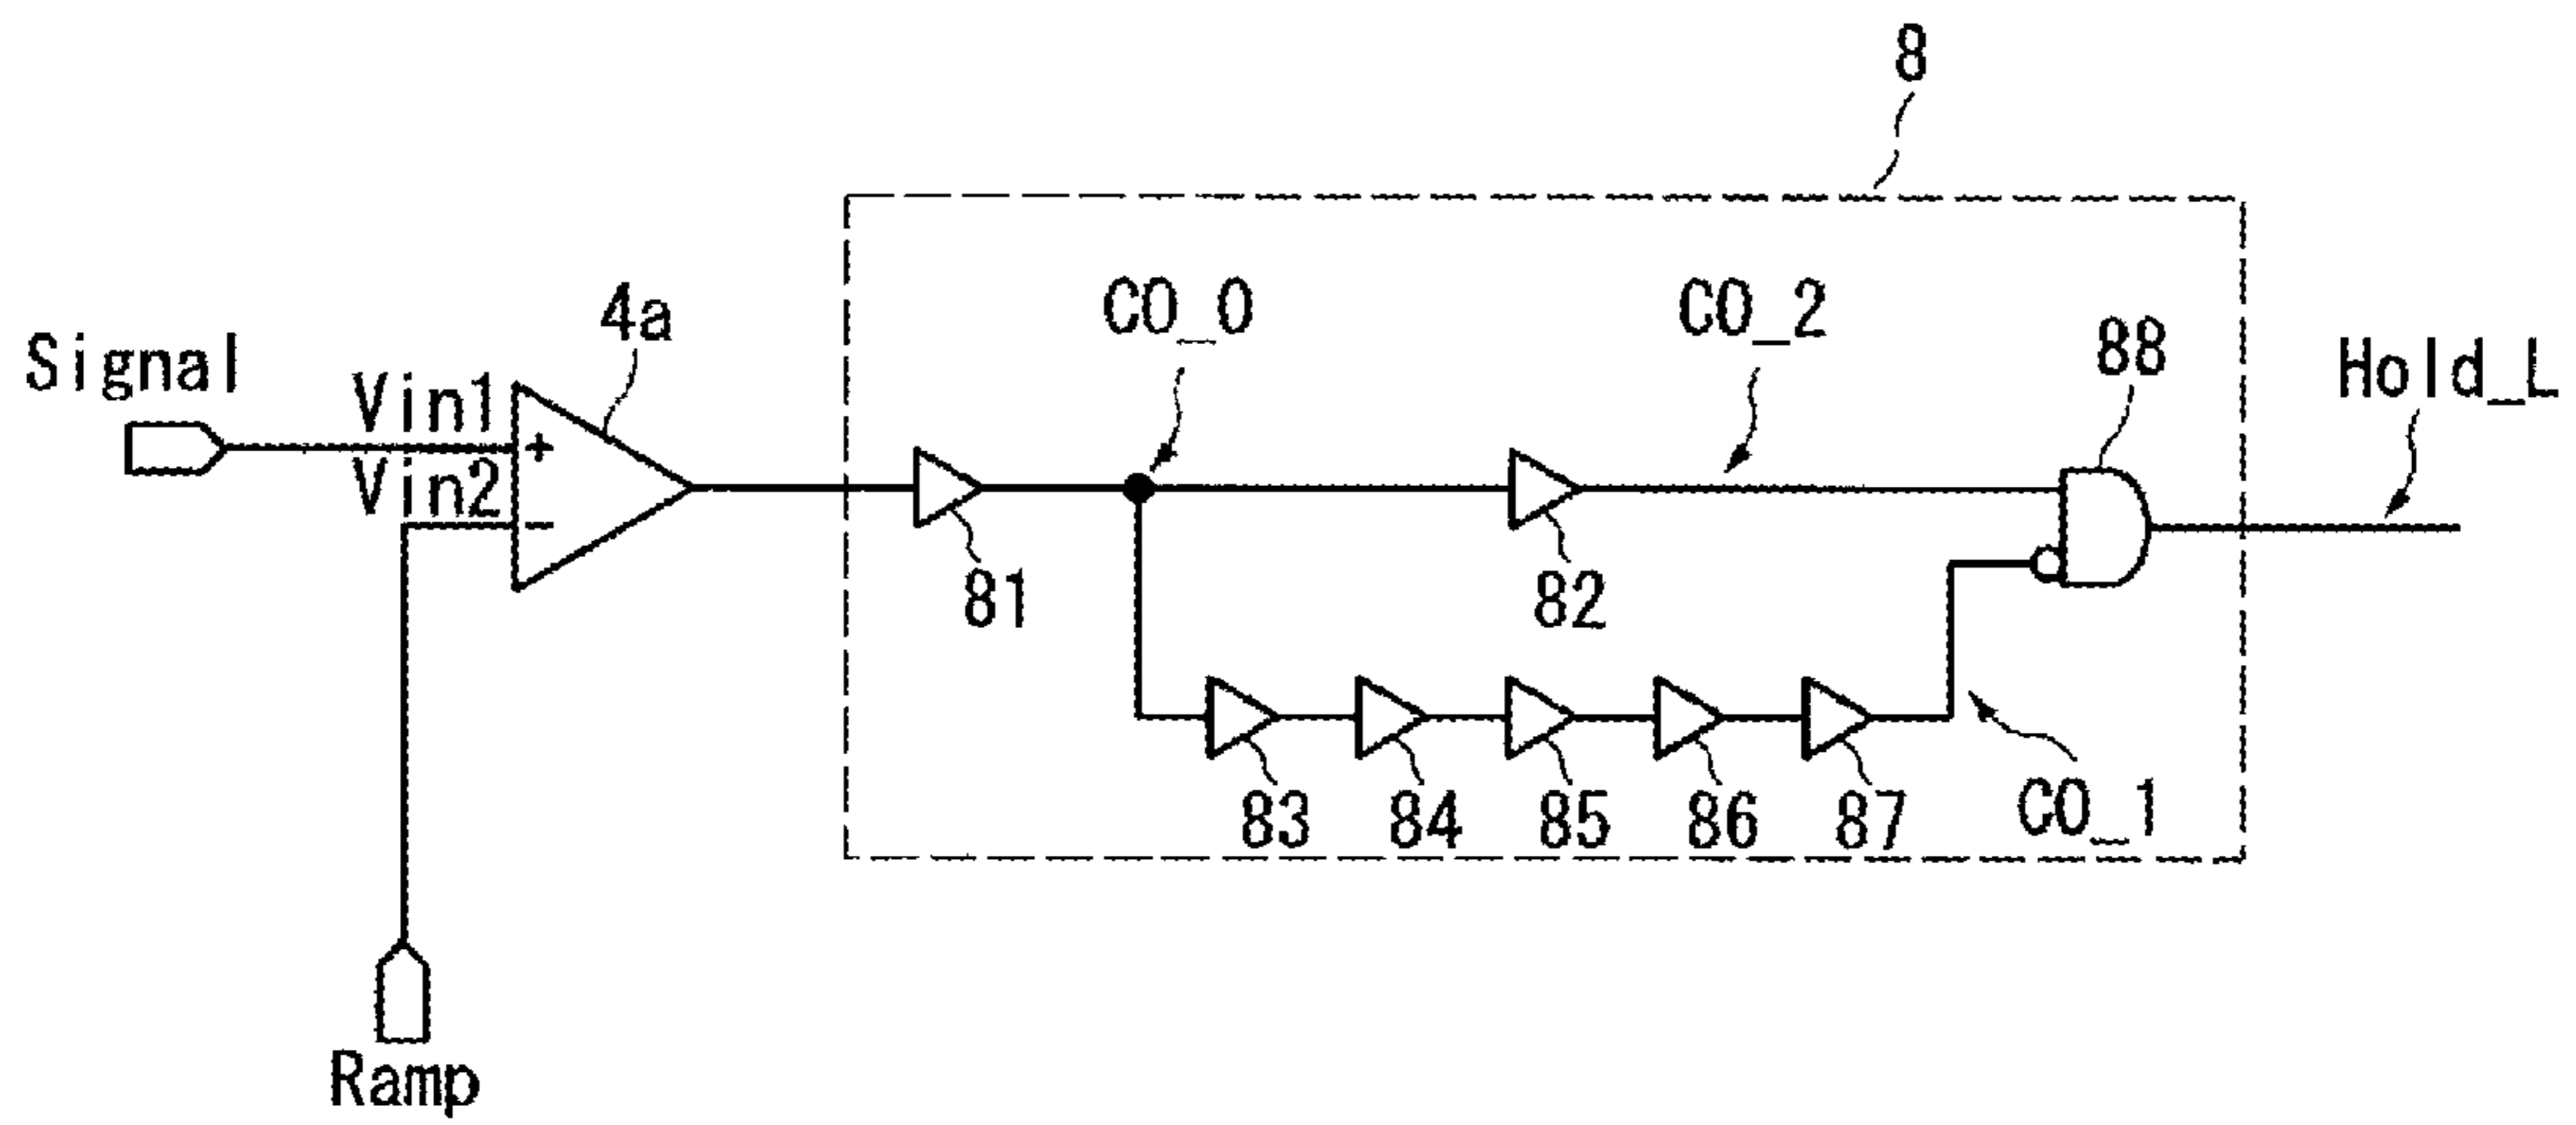 8
4a
CO_0
CO_2
88
Signal
Vin1
Hold_L
+
Vin2
-
81
82
83
84
85
86
87
CO_1
Ramp